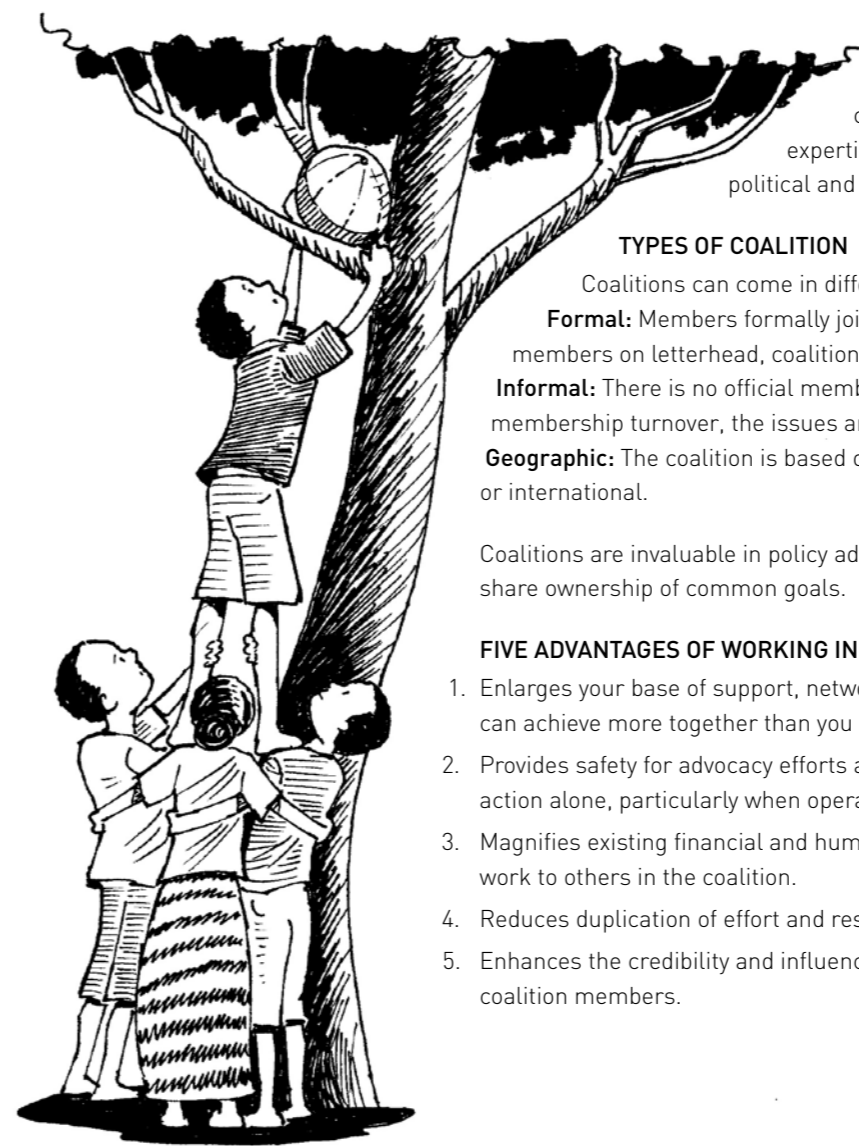 experti
political and
TYPES OF COALITION
Coalitions can come in diffe
Formal: Members formally joi
members on letterhead, coalition
Informal: There is no official memb
membership turnover, the issues ar
Geographic: The coalition is based o
or international.
Coalitions are invaluable in policy ad
share ownership of common goals.
FIVE ADVANTAGES OF WORKING IN
1. Enlarges your base of support, netwo
can achieve more together than you
2. Provides safety for advocacy efforts a
action alone, particularly when opera
3. Magnifies existing financial and hum
work to others in the coalition.
4. Reduces duplication of effort and res
5. Enhances the credibility and influenc
coalition members.